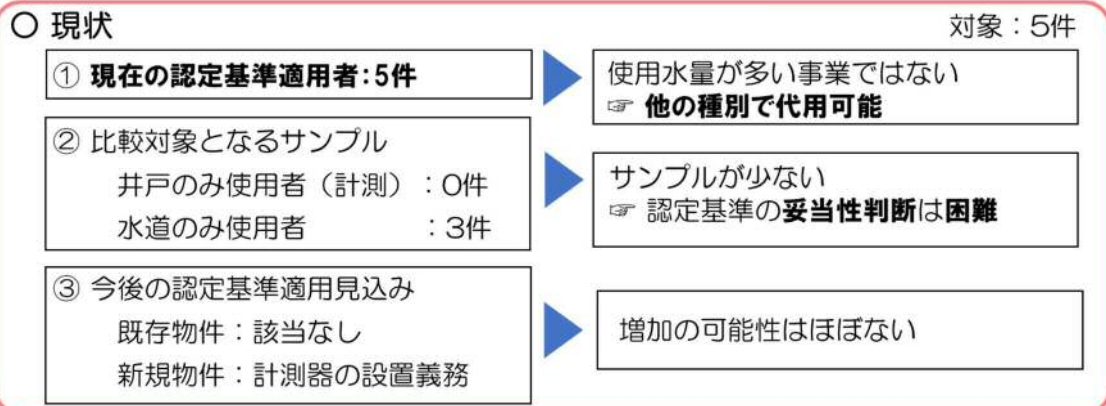 〇 現状
対象：5件
① 現在の認定基準適用者：5件
使用水量が多い事業ではない
☞ 他の種別で代用可能
② 比較対象となるサンプル
井戸のみ使用者（計測）：0件
水道のみ使用者　　　　：3件
サンプルが少ない
☞ 認定基準の妥当性判断は困難
③ 今後の認定基準適用見込み
既存物件：該当なし
新規物件：計測器の設置義務
増加の可能性はほぼない